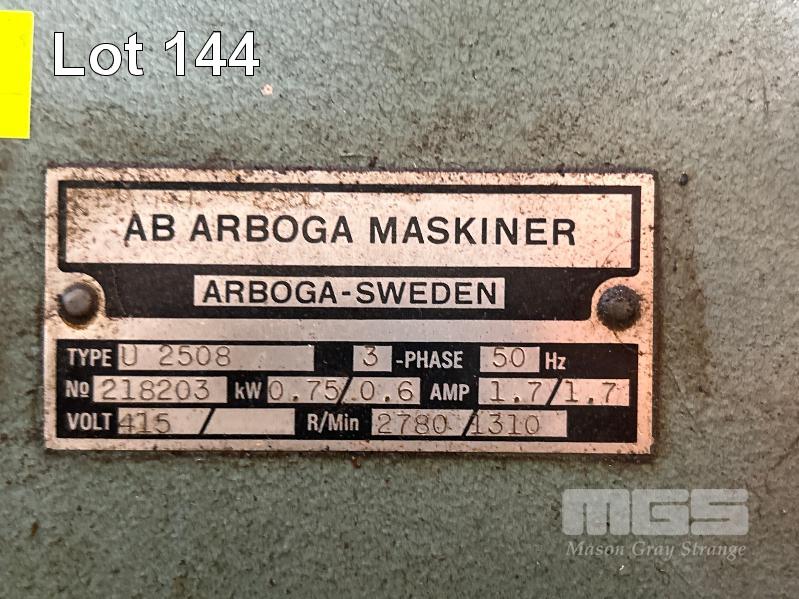 Lot 144
AB ARBOGA MASKINER
ARBOGA-SWEDEN
TYPE U 2508 3 -PHASE 50 Hz
No 218203 kW 0.75/0.6 AMP 1.7/1.7
VOLT 415 / R/Min 2780/1310
MGS
Mason Gray Strange